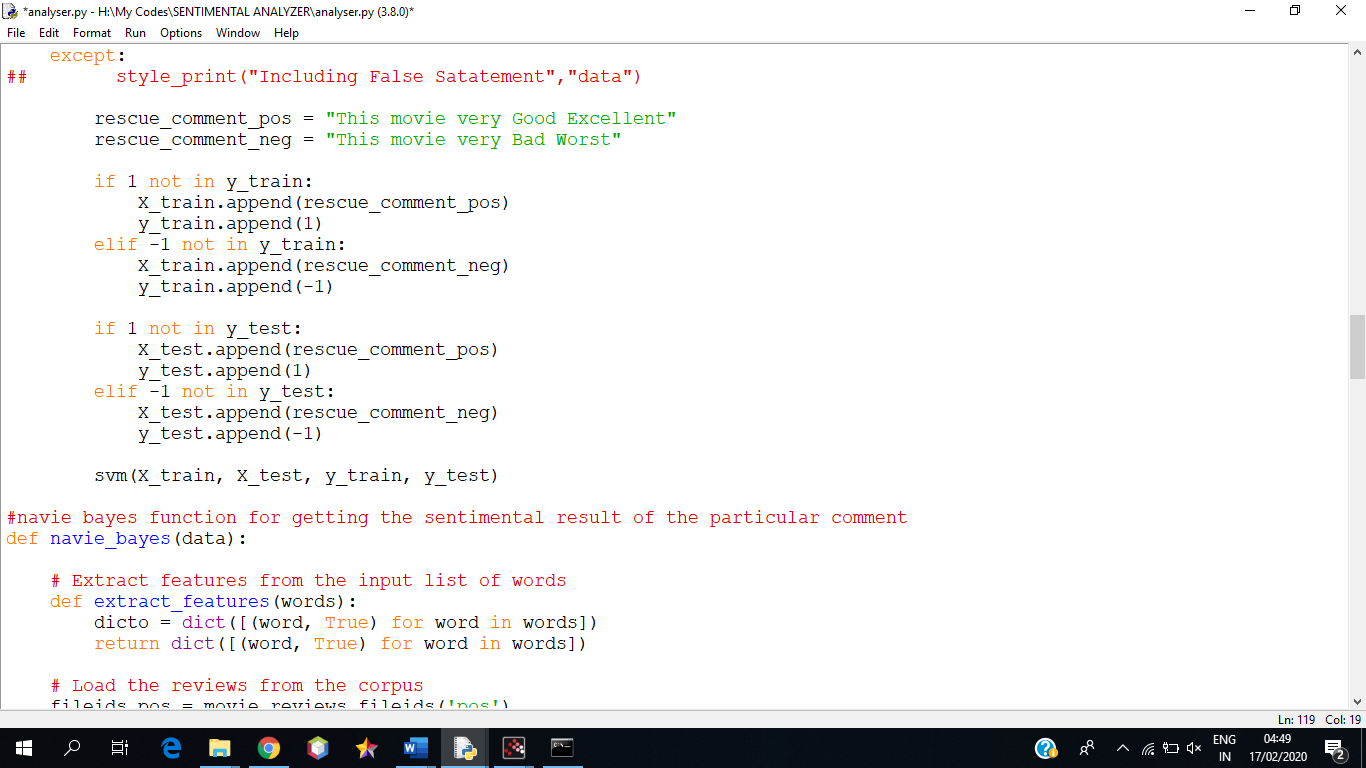 *analyser.py - H:\My Codes\SENTIMENTAL ANALYZER\analyser.py (3.8.0)*
File Edit Format Run Options Window Help
    except:
##        style_print("Including False Satatement","data")
        rescue_comment_pos = "This movie very Good Excellent"
        rescue_comment_neg = "This movie very Bad Worst"
        if 1 not in y_train:
            X_train.append(rescue_comment_pos)
            y_train.append(1)
        elif -1 not in y_train:
            X_train.append(rescue_comment_neg)
            y_train.append(-1)
        if 1 not in y_test:
            X_test.append(rescue_comment_pos)
            y_test.append(1)
        elif -1 not in y_test:
            X_test.append(rescue_comment_neg)
            y_test.append(-1)
        svm(X_train, X_test, y_train, y_test)
#navie bayes function for getting the sentimental result of the particular comment
def navie_bayes(data):
    # Extract features from the input list of words
    def extract_features(words):
        dicto = dict([(word, True) for word in words])
        return dict([(word, True) for word in words])
    # Load the reviews from the corpus
    fileids_pos = movie_reviews.fileids('pos')
Ln: 119 Col: 19
ENG 04:49
IN 17/02/2020 2